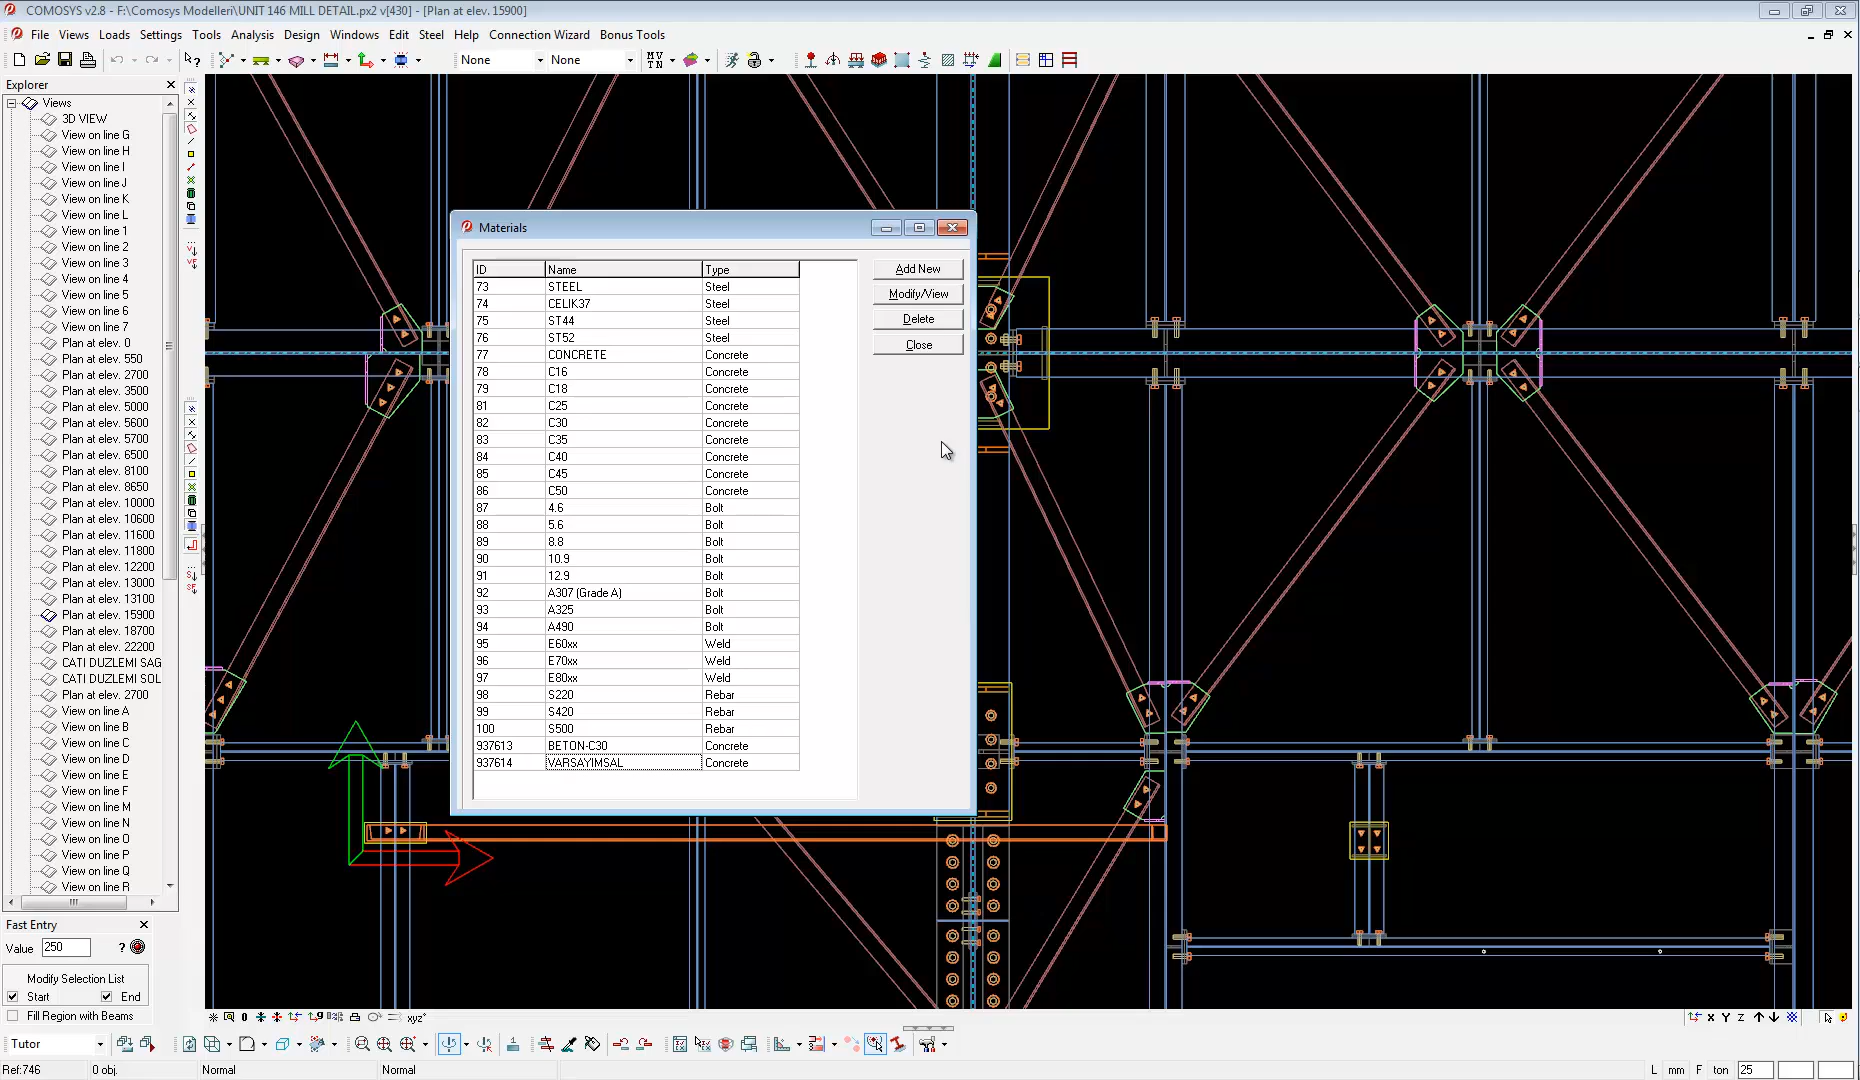 COMOSYS v2.8 - F:\Comosys Modelleri\UNIT 146 MILL DETAIL.px2 v[430] - [Plan at elev. 15900]
File Views Loads Settings Tools Analysis Design Windows Edit Steel Help Connection Wizard Bonus Tools
None None MV TN
Explorer
Views
3D VIEW
View on line G
View on line H
View on line I
View on line J
View on line K
View on line L
View on line 1
View on line 2
View on line 3
View on line 4
View on line 5
View on line 6
View on line 7
Plan at elev. 0
Plan at elev. 550
Plan at elev. 2700
Plan at elev. 3500
Plan at elev. 5000
Plan at elev. 5600
Plan at elev. 5700
Plan at elev. 6500
Plan at elev. 8100
Plan at elev. 8650
Plan at elev. 10000
Plan at elev. 10600
Plan at elev. 11600
Plan at elev. 11800
Plan at elev. 12200
Plan at elev. 13000
Plan at elev. 13100
Plan at elev. 15900
Plan at elev. 18700
Plan at elev. 22200
CATI DUZLEMI SAG
CATI DUZLEMI SOL
Plan at elev. 2700
View on line A
View on line B
View on line C
View on line D
View on line E
View on line F
View on line M
View on line N
View on line O
View on line P
View on line Q
View on line R
Materials
ID Name Type
73 STEEL Steel
74 CELIK37 Steel
75 ST44 Steel
76 ST52 Steel
77 CONCRETE Concrete
78 C16 Concrete
79 C18 Concrete
81 C25 Concrete
82 C30 Concrete
83 C35 Concrete
84 C40 Concrete
85 C45 Concrete
86 C50 Concrete
87 4.6 Bolt
88 5.6 Bolt
89 8.8 Bolt
90 10.9 Bolt
91 12.9 Bolt
92 A307 (Grade A) Bolt
93 A325 Bolt
94 A490 Bolt
95 E60xx Weld
96 E70xx Weld
97 E80xx Weld
98 S220 Rebar
99 S420 Rebar
100 S500 Rebar
937613 BETON-C30 Concrete
937614 VARSAYIMSAL Concrete
Add New
Modify/View
Delete
Close
Fast Entry
Value 250 ?
Modify Selection List
Start End
Fill Region with Beams
xyz
X Y Z
Tutor
Ref:746 0 obj. Normal Normal L mm F ton 25